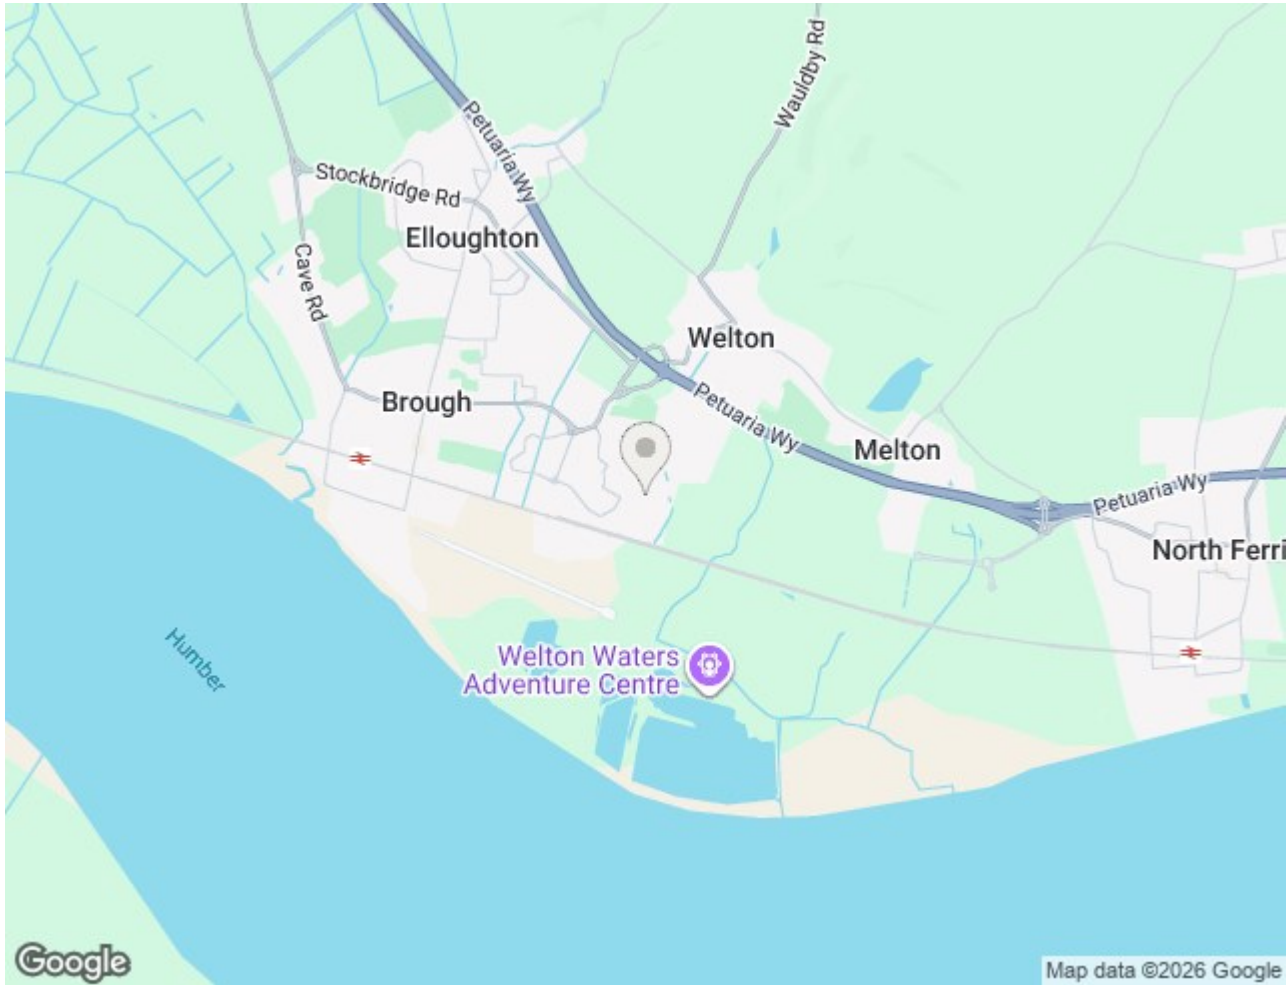 Wauldby Rd
Petuaria Wy
Stockbridge Rd
Elloughton
Cave Rd
Welton
Brough
Petuaria Wy
Melton
Petuaria Wy
North Ferri
Humber
Welton Waters
Adventure Centre
Google
Map data ©2026 Google